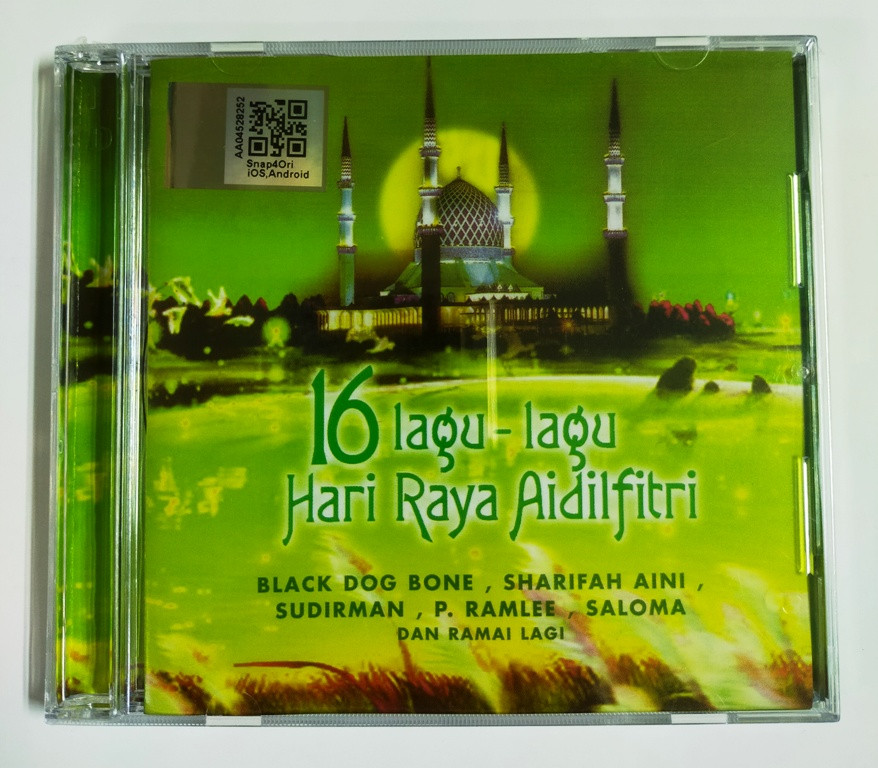 AA04528252
Snap4Ori
iOS,Android
16 lagu-lagu
Hari Raya Aidilfitri
BLACK DOG BONE , SHARIFAH AINI ,
SUDIRMAN , P. RAMLEE , SALOMA
DAN RAMAI LAGI